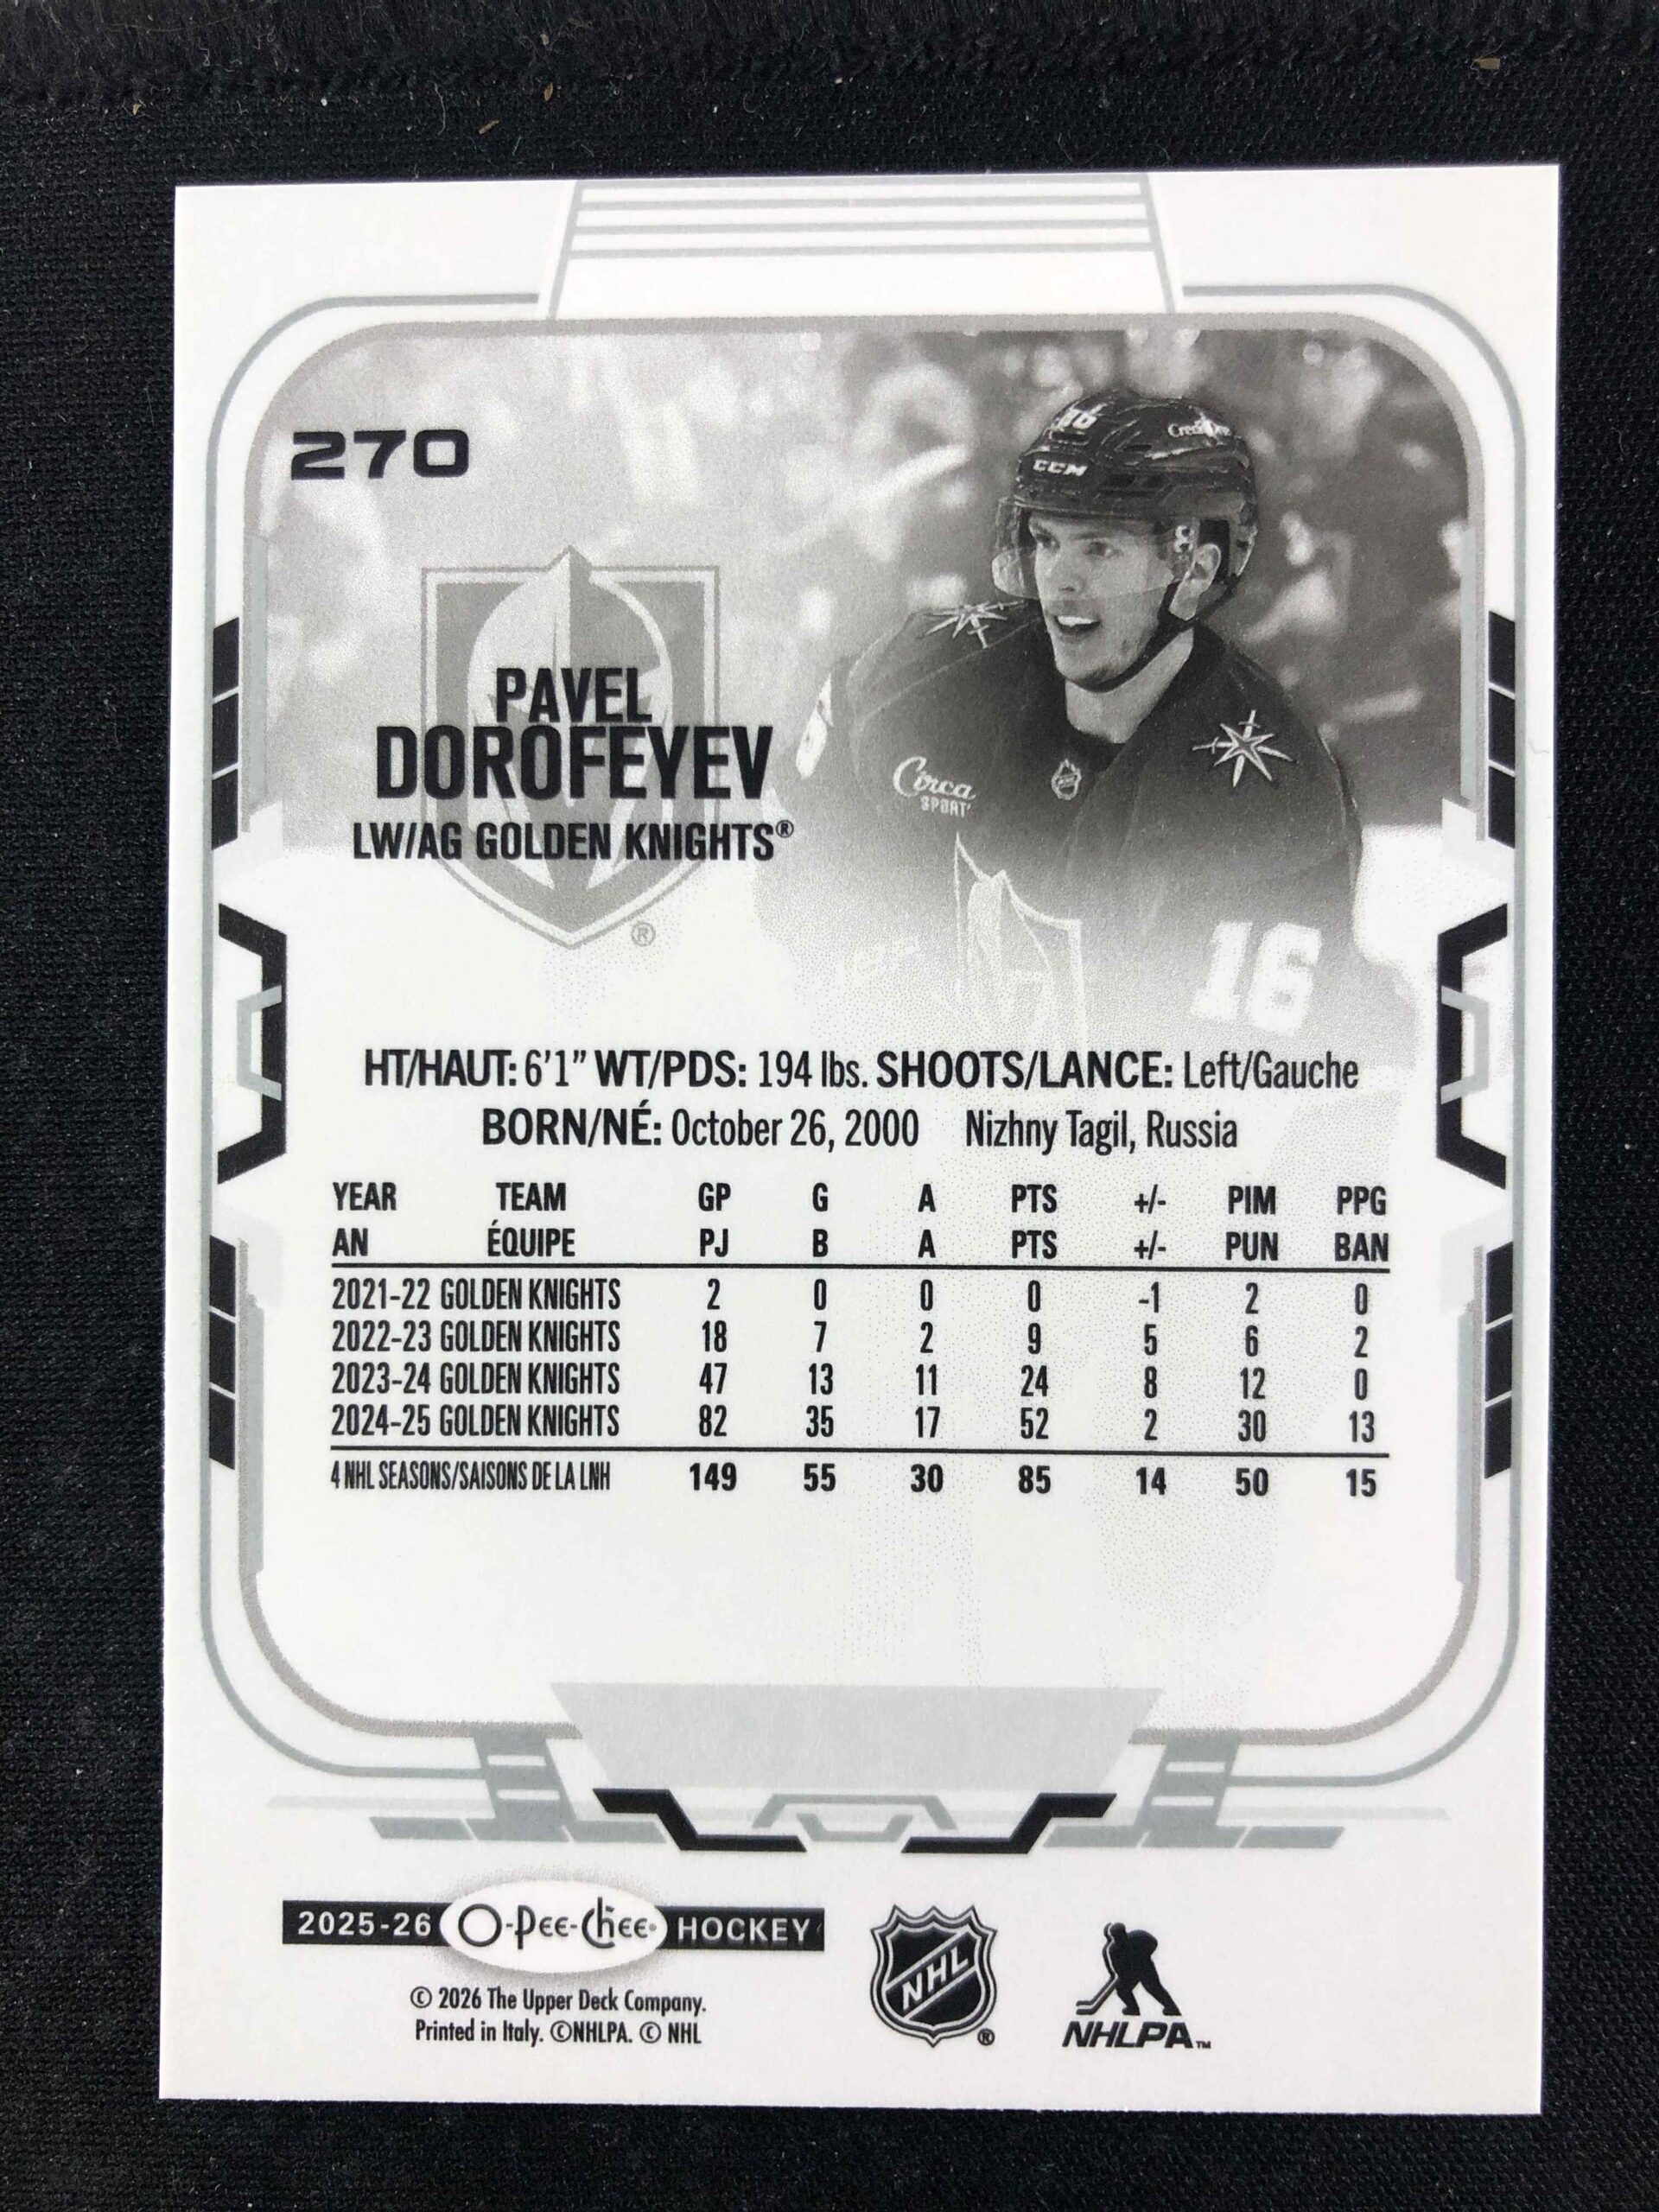 270
16
CreditOne
CCM
PAVEL
DOROFEYEV
LW/AG GOLDEN KNIGHTS®
®
Circa
SPORT
16
HT/HAUT: 6'1" WT/PDS: 194 lbs. SHOOTS/LANCE: Left/Gauche
BORN/NÉ: October 26, 2000 Nizhny Tagil, Russia
YEAR TEAM GP G A PTS +/- PIM PPG
AN ÉQUIPE PJ B A PTS +/- PUN BAN
2021-22 GOLDEN KNIGHTS 2 0 0 0 -1 2 0
2022-23 GOLDEN KNIGHTS 18 7 2 9 5 6 2
2023-24 GOLDEN KNIGHTS 47 13 11 24 8 12 0
2024-25 GOLDEN KNIGHTS 82 35 17 52 2 30 13
4 NHL SEASONS/SAISONS DE LA LNH 149 55 30 85 14 50 15
2025-26 O-Pee-Chee® HOCKEY
© 2026 The Upper Deck Company.
Printed in Italy. ©NHLPA. © NHL
NHL ®
NHLPA™